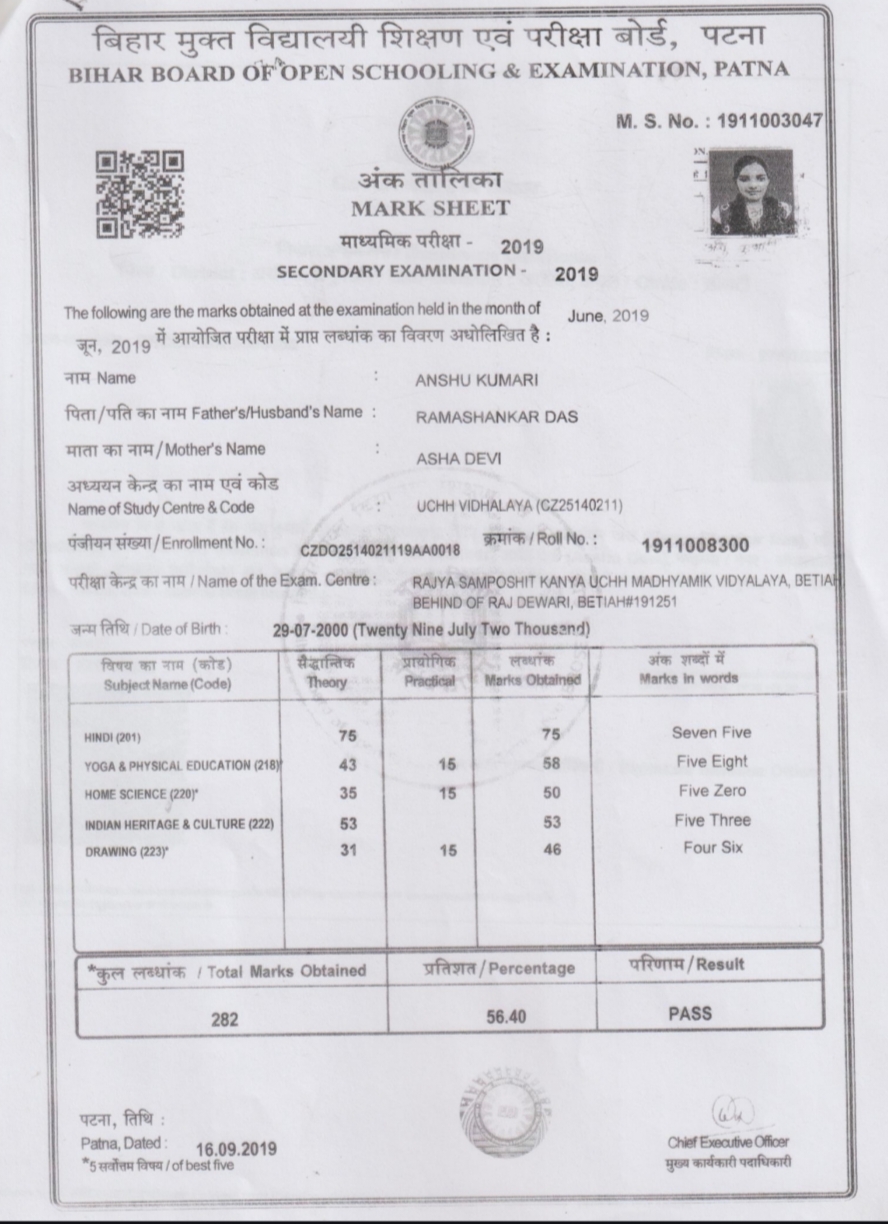 बिहार मुक्त विद्यालयी शिक्षण एवं परीक्षा बोर्ड, पटना
BIHAR BOARD OF OPEN SCHOOLING & EXAMINATION, PATNA
M. S. No. : 1911003047
अंक तालिका
MARK SHEET
माध्यमिक परीक्षा - 2019
SECONDARY EXAMINATION - 2019
The following are the marks obtained at the examination held in the month of June, 2019
जून, 2019 में आयोजित परीक्षा में प्राप्त लब्धांक का विवरण अधोलिखित है :
नाम Name : ANSHU KUMARI
पिता/पति का नाम Father's/Husband's Name : RAMASHANKAR DAS
माता का नाम/Mother's Name : ASHA DEVI
अध्ययन केन्द्र का नाम एवं कोड
Name of Study Centre & Code : UCHH VIDHALAYA (CZ25140211)
पंजीयन संख्या/Enrollment No. : CZDO2514021119AA0018 क्रमांक/Roll No. : 1911008300
परीक्षा केन्द्र का नाम/Name of the Exam. Centre : RAJYA SAMPOSHIT KANYA UCHH MADHYAMIK VIDYALAYA, BETIAH
BEHIND OF RAJ DEWARI, BETIAH#191251
जन्म तिथि/Date of Birth : 29-07-2000 (Twenty Nine July Two Thousand)
विषय का नाम (कोड) सैद्धान्तिक प्रायोगिक लब्धांक अंक शब्दों में
Subject Name (Code) Theory Practical Marks Obtained Marks in words
HINDI (201) 75 75 Seven Five
YOGA & PHYSICAL EDUCATION (218)* 43 15 58 Five Eight
HOME SCIENCE (220)* 35 15 50 Five Zero
INDIAN HERITAGE & CULTURE (222) 53 53 Five Three
DRAWING (223)* 31 15 46 Four Six
*कुल लब्धांक / Total Marks Obtained प्रतिशत/Percentage परिणाम/Result
282 56.40 PASS
पटना, तिथि :
Patna, Dated : 16.09.2019
*5 सर्वोत्तम विषय/of best five
Chief Executive Officer
मुख्य कार्यकारी पदाधिकारी